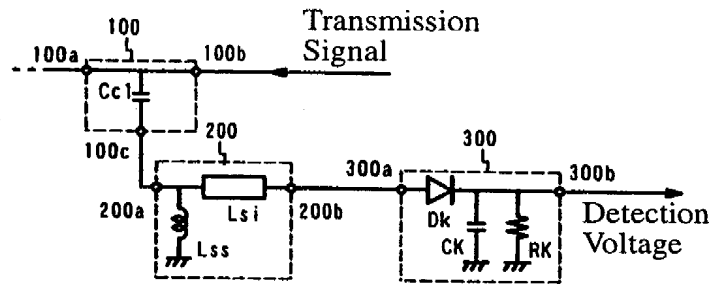 Transmission
Signal
100
100a
100b
Cc1
100c
200
200a
Lsi
200b
Lss
300
300a
300b
Dk
CK
RK
Detection
Voltage